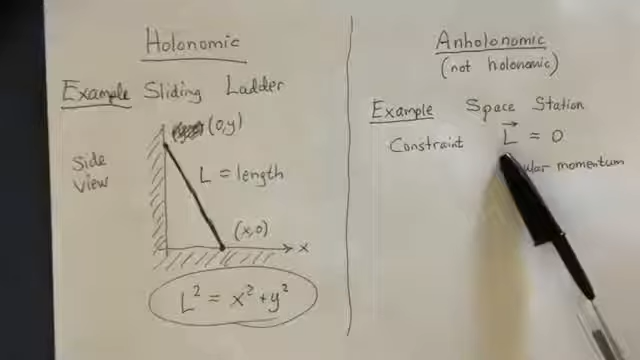 Holonomic
Example Sliding Ladder
(0,y)
Side
view
L = length
(x,0)
x
L² = x² + y²
Anholonomic
(not holonomic)
Example Space Station
Constraint L⃗ = 0
momentum